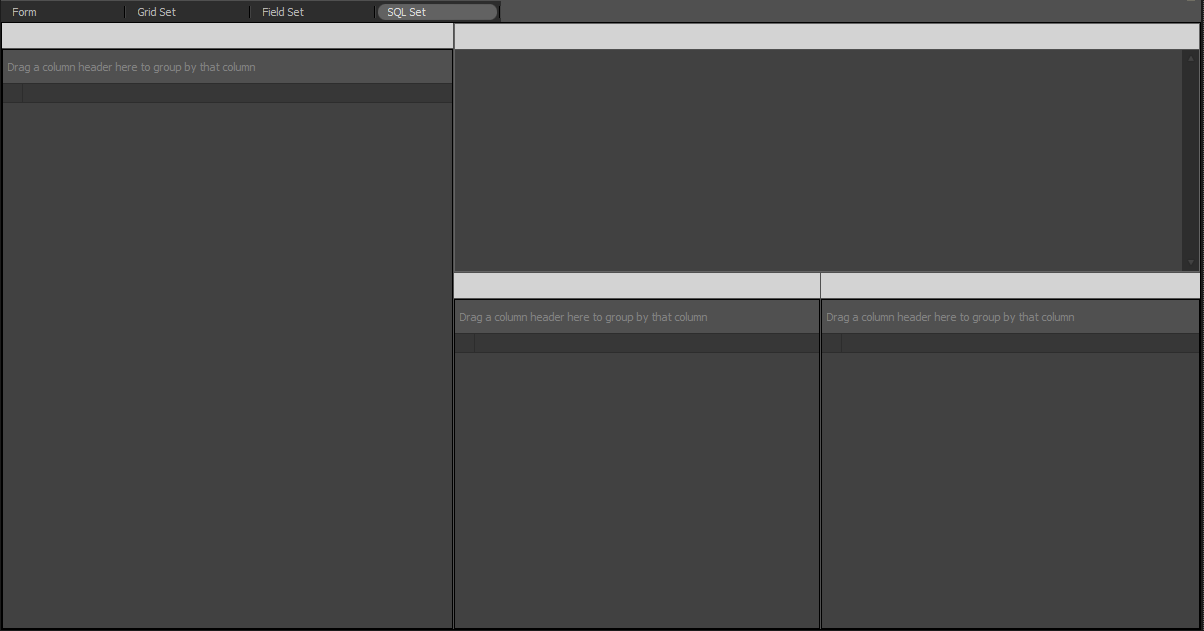 Form Grid Set Field Set SQL Set
Drag a column header here to group by that column
Drag a column header here to group by that column
Drag a column header here to group by that column